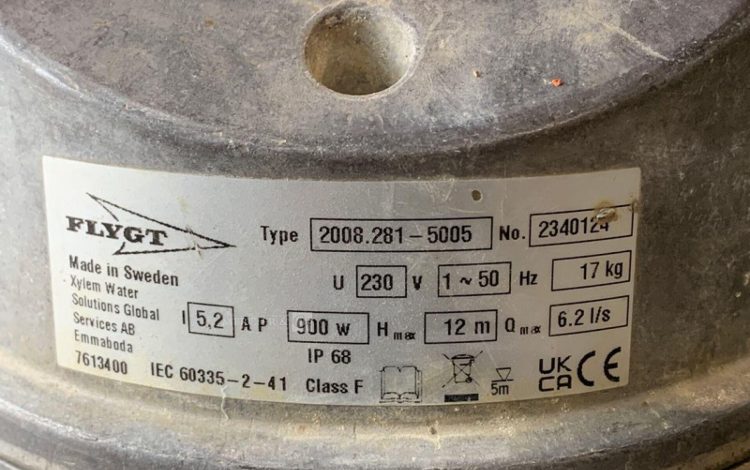 FLYGT
Type 2008.281-5005 No. 2340124
Made in Sweden
Xylem Water
Solutions Global
Services AB
Emmaboda
7613400
U 230 V 1 ~ 50 Hz 17 kg
I 5,2 A P 900 w H max 12 m Q max 6.2 l/s
IP 68
IEC 60335-2-41 Class F
5m
UK
CA
CE